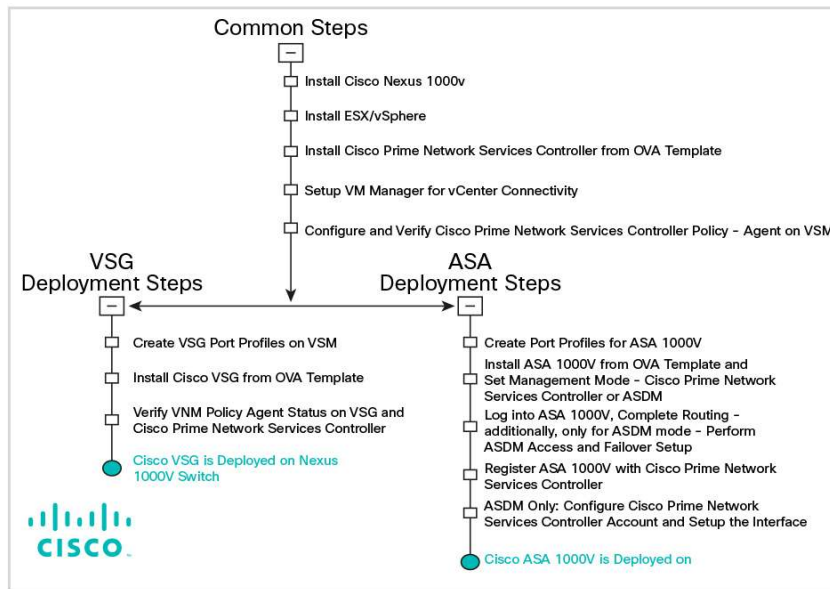 Common Steps
Install Cisco Nexus 1000v
Install ESX/vSphere
Install Cisco Prime Network Services Controller from OVA Template
Setup VM Manager for vCenter Connectivity
Configure and Verify Cisco Prime Network Services Controller Policy - Agent on VSM
VSG
Deployment Steps
Create VSG Port Profiles on VSM
Install Cisco VSG from OVA Template
Verify VNM Policy Agent Status on VSG and
Cisco Prime Network Services Controller
Cisco VSG is Deployed on Nexus
1000V Switch
ASA
Deployment Steps
Create Port Profiles for ASA 1000V
Install ASA 1000V from OVA Template and
Set Management Mode - Cisco Prime Network
Services Controller or ASDM
Log into ASA 1000V, Complete Routing -
additionally, only for ASDM mode - Perform
ASDM Access and Failover Setup
Register ASA 1000V with Cisco Prime Network
Services Controller
ASDM Only: Configure Cisco Prime Network
Services Controller Account and Setup the Interface
Cisco ASA 1000V is Deployed on
CISCO